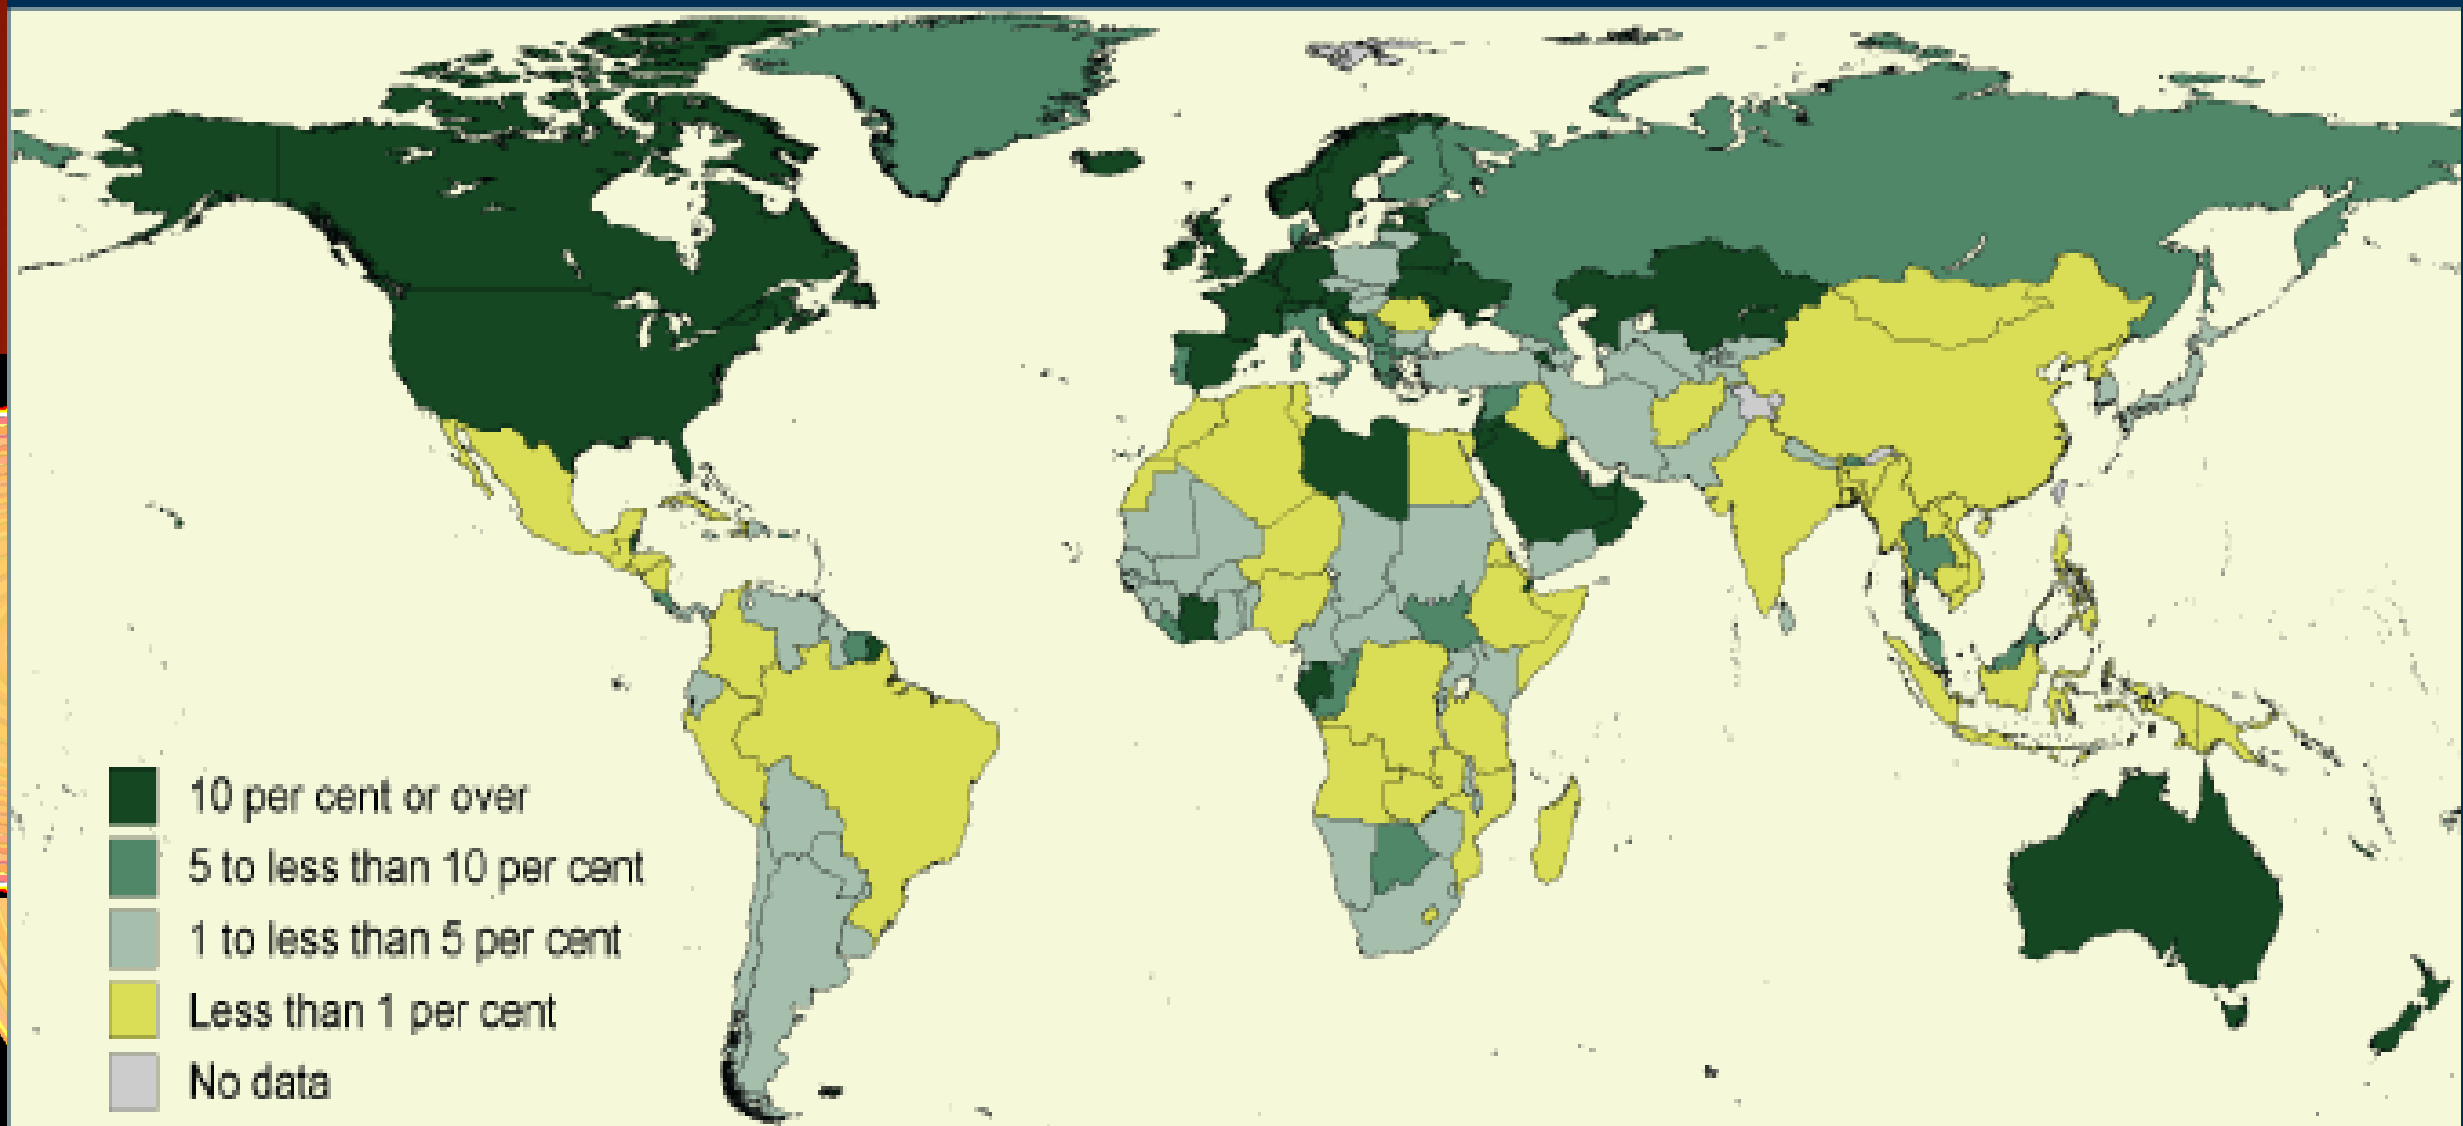 10 per cent or over
5 to less than 10 per cent
1 to less than 5 per cent
Less than 1 per cent
No data